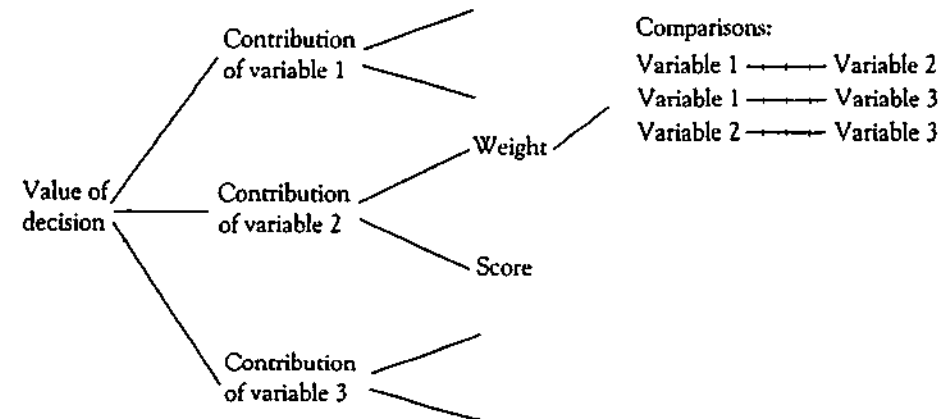 Contribution
of variable 1
Comparisons:
Variable 1 Variable 2
Variable 1 Variable 3
Variable 2 Variable 3
Weight
Value of
decision
Contribution
of variable 2
Score
Contribution
of variable 3